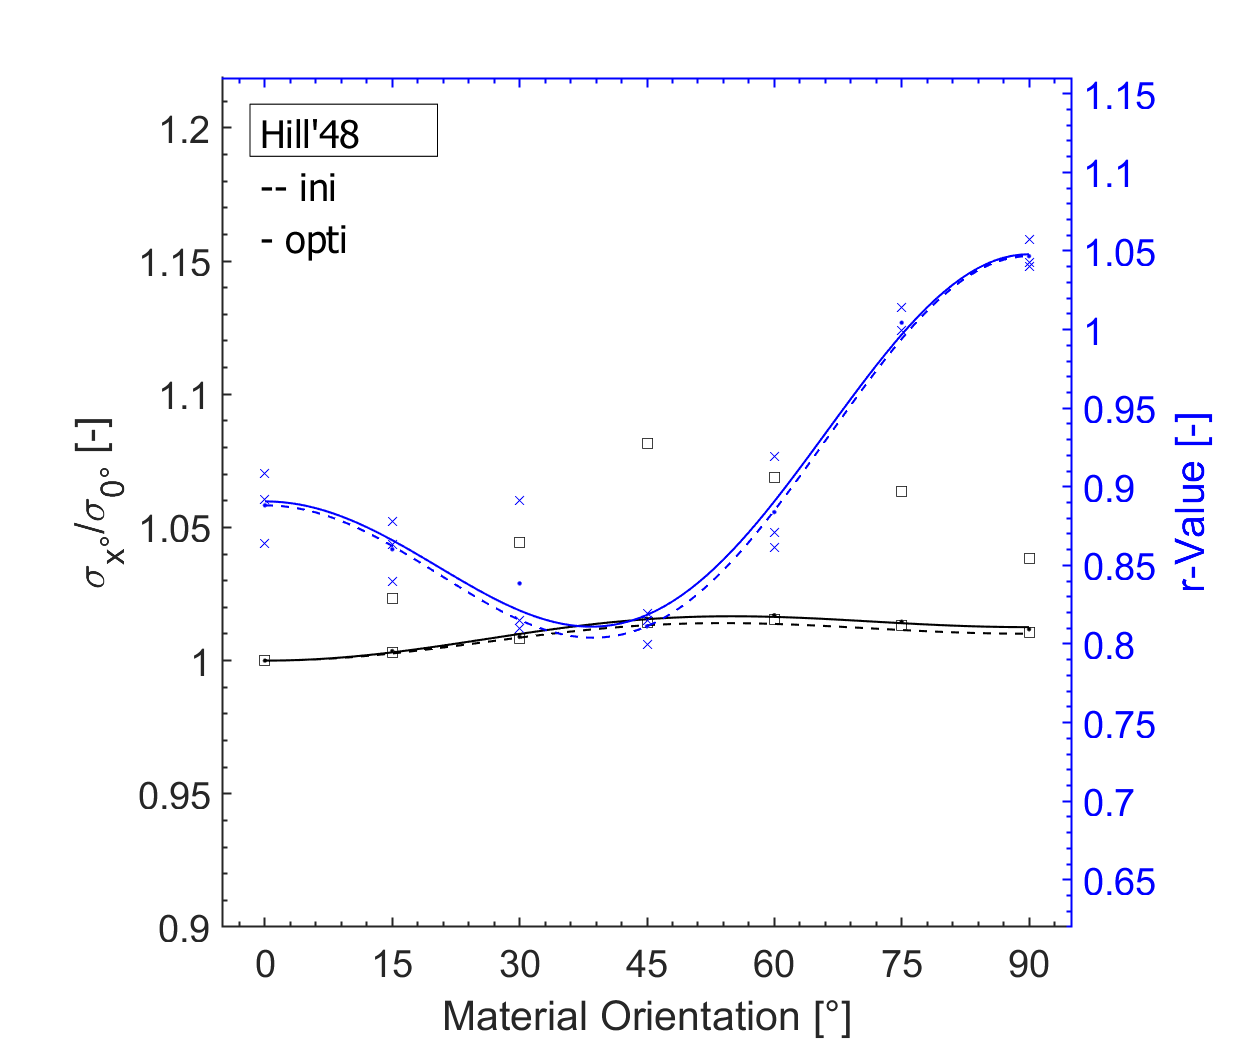 Hill'48
-- ini
- opti
1.2
1.15
1.1
1.05
1
0.95
0.9
σx°/σ0° [-]
0 15 30 45 60 75 90
Material Orientation [°]
1.15
1.1
1.05
1
0.95
0.9
0.85
0.8
0.75
0.7
0.65
r-Value [-]